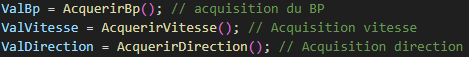 ValBp = AcquerirBp(); // acquisition du BP
ValVitesse = AcquerirVitesse(); // Acquisition vitesse
ValDirection = AcquerirDirection(); // Acquisition direction